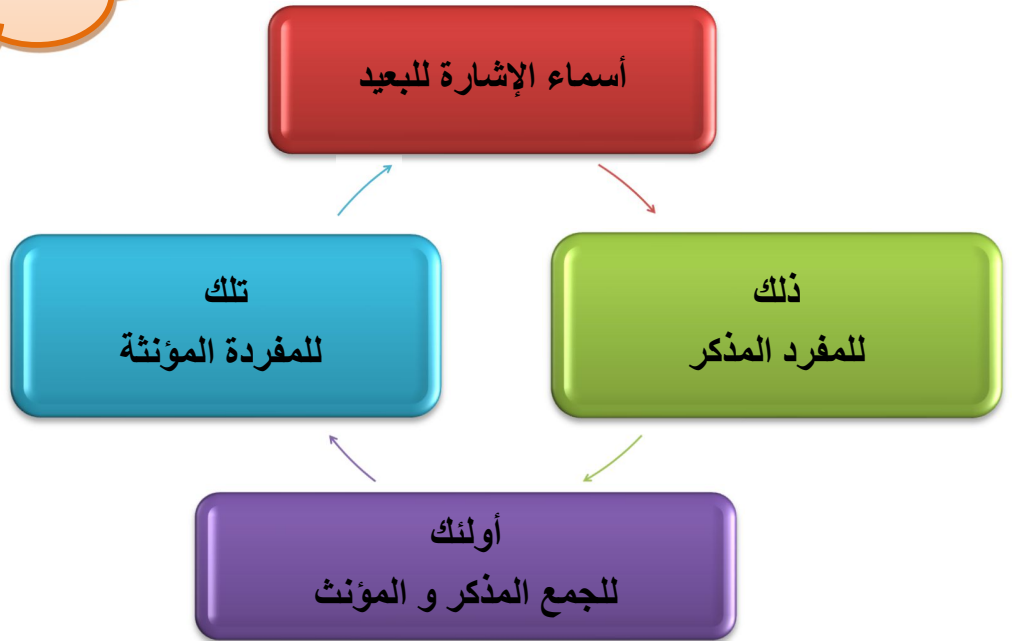 أسماء الإشارة للبعيد
ذلك
للمفرد المذكر
أولئك
للجمع المذكر و المؤنث
تلك
للمفردة المؤنثة